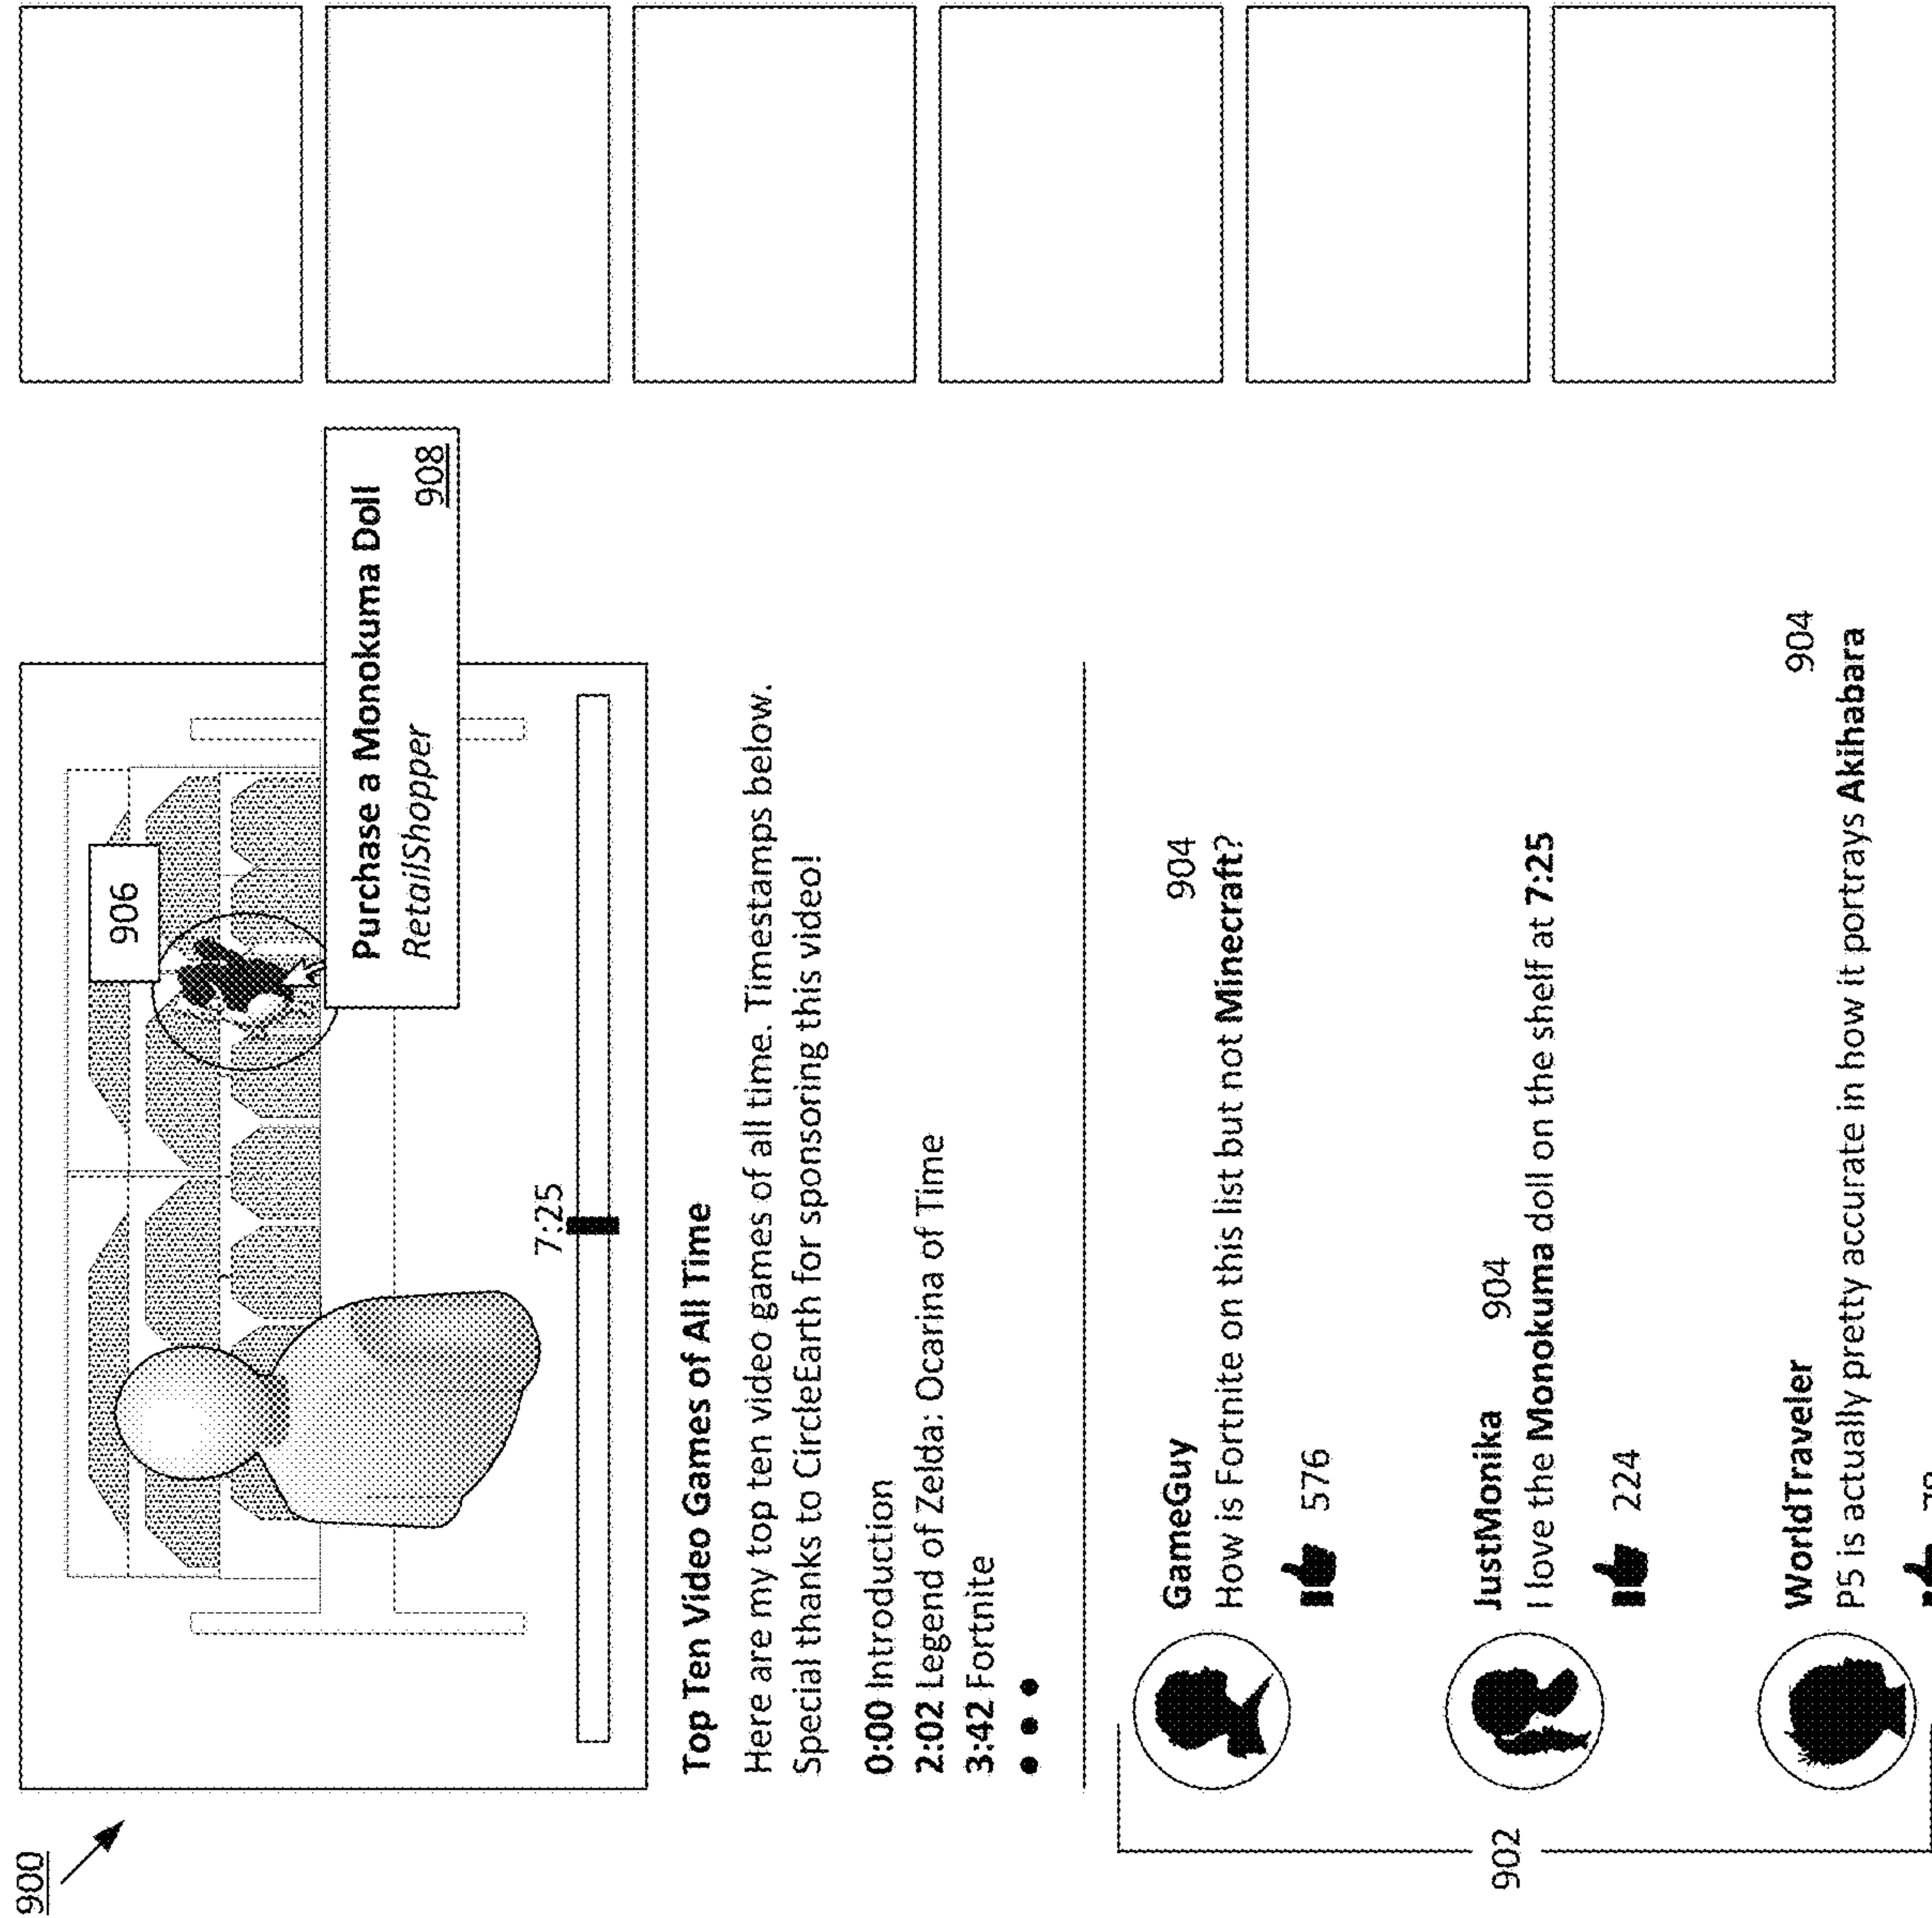 900
906
Purchase a Monokuma Doll
RetailShopper
908
7:25
Top Ten Video Games of All Time
Here are my top ten video games of all time. Timestamps below.
Special thanks to CircleEarth for sponsoring this video!
0:00 Introduction
2:02 Legend of Zelda: Ocarina of Time
3:42 Fortnite
902
GameGuy
904
How is Fortnite on this list but not Minecraft?
576
JustMonika
904
I love the Monokuma doll on the shelf at 7:25
224
WorldTraveler
904
P5 is actually pretty accurate in how it portrays Akihabara